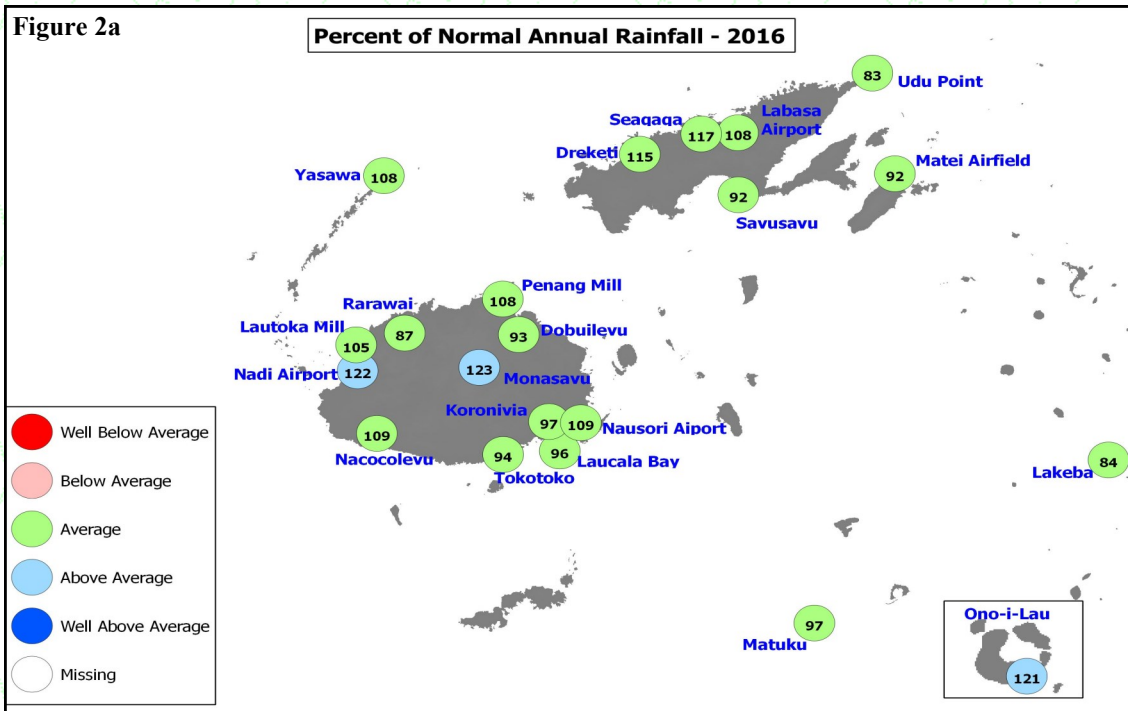 Figure 2a
Percent of Normal Annual Rainfall - 2016
83
Udu Point
Seagaga
117
108
Labasa
Airport
Dreketi
115
Matei Airfield
92
Yasawa
108
92
Savusavu
Penang Mill
108
Rarawai
87
Lautoka Mill
105
93
Dobuilevu
Nadi Airport
122
123
Monasavu
Koronivia
97
109
Nausori Aiport
109
Nacocolevu
94
Tokotoko
96
Laucala Bay
84
Lakeba
97
Matuku
Ono-i-Lau
121
Well Below Average
Below Average
Average
Above Average
Well Above Average
Missing